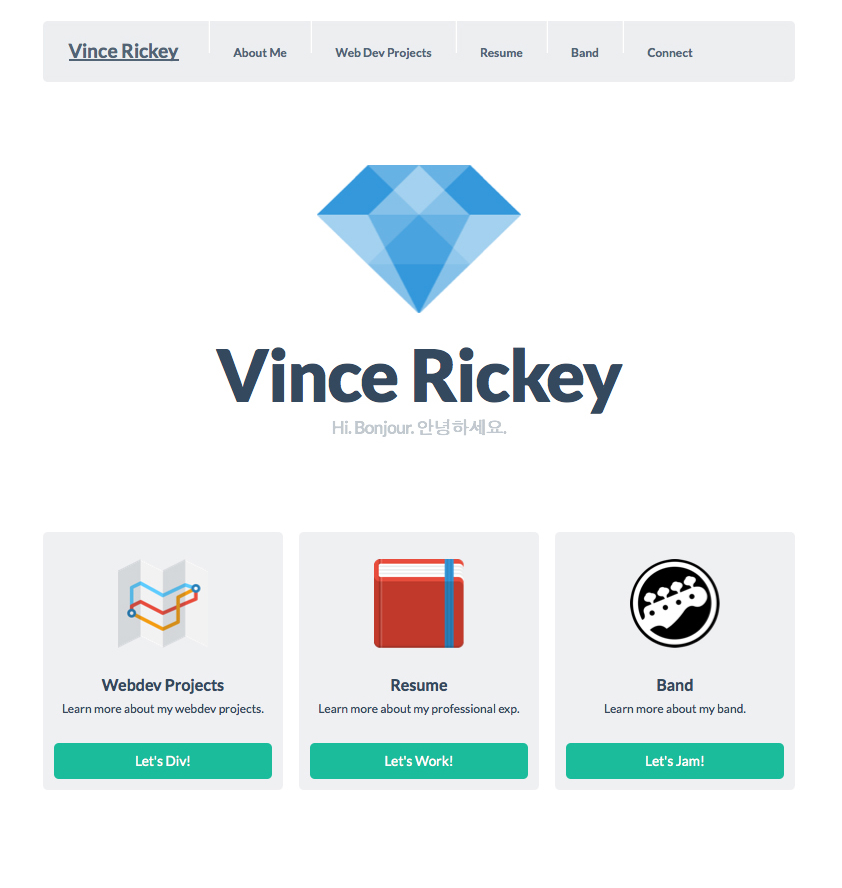 Vince Rickey
About Me
Web Dev Projects
Resume
Band
Connect
Vince Rickey
Hi. Bonjour. 안녕하세요.
Webdev Projects
Learn more about my webdev projects.
Let's Div!
Resume
Learn more about my professional exp.
Let's Work!
Band
Learn more about my band.
Let's Jam!